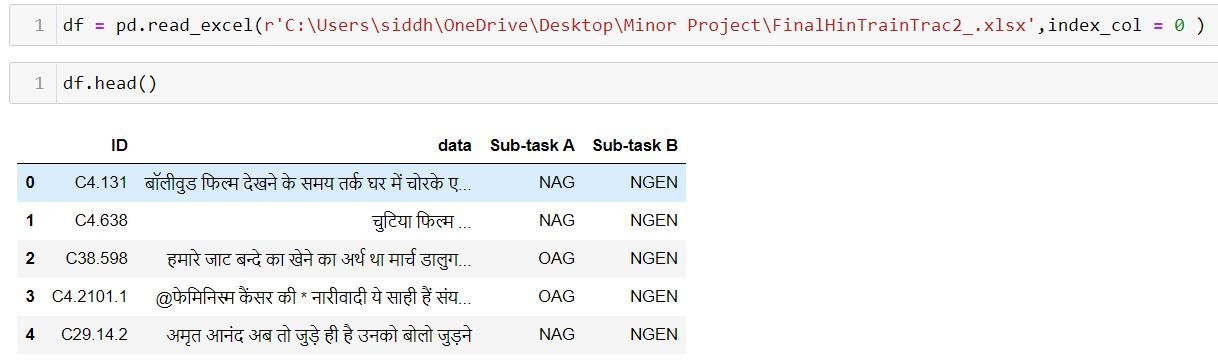 1 df = pd.read_excel(r'C:\Users\siddh\OneDrive\Desktop\Minor Project\FinalHinTrainTrac2_.xlsx',index_col = 0 )
1 df.head()
ID data Sub-task A Sub-task B
0 C4.131 बॉलीवुड फिल्म देखने के समय तर्क घर में चोरके ए... NAG NGEN
1 C4.638 चुटिया फिल्म ... NAG NGEN
2 C38.598 हमारे जाट बन्दे का खेने का अर्थ था मार्च डालुग... OAG NGEN
3 C4.2101.1 @फेमिनिस्म कैंसर की * नारीवादी ये साही हैं संय... OAG NGEN
4 C29.14.2 अमृत आनंद अब तो जुड़े ही है उनको बोलो जुड़ने NAG NGEN